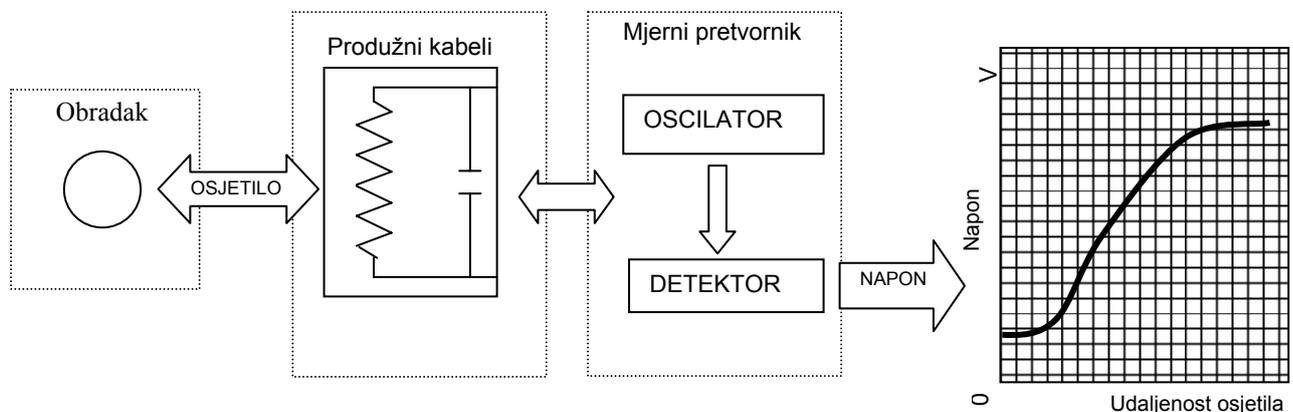 Obradak
OSJETILO
Produžni kabeli
Mjerni pretvornik
OSCILATOR
DETEKTOR
NAPON
V
Napon
0
Udaljenost osjetila